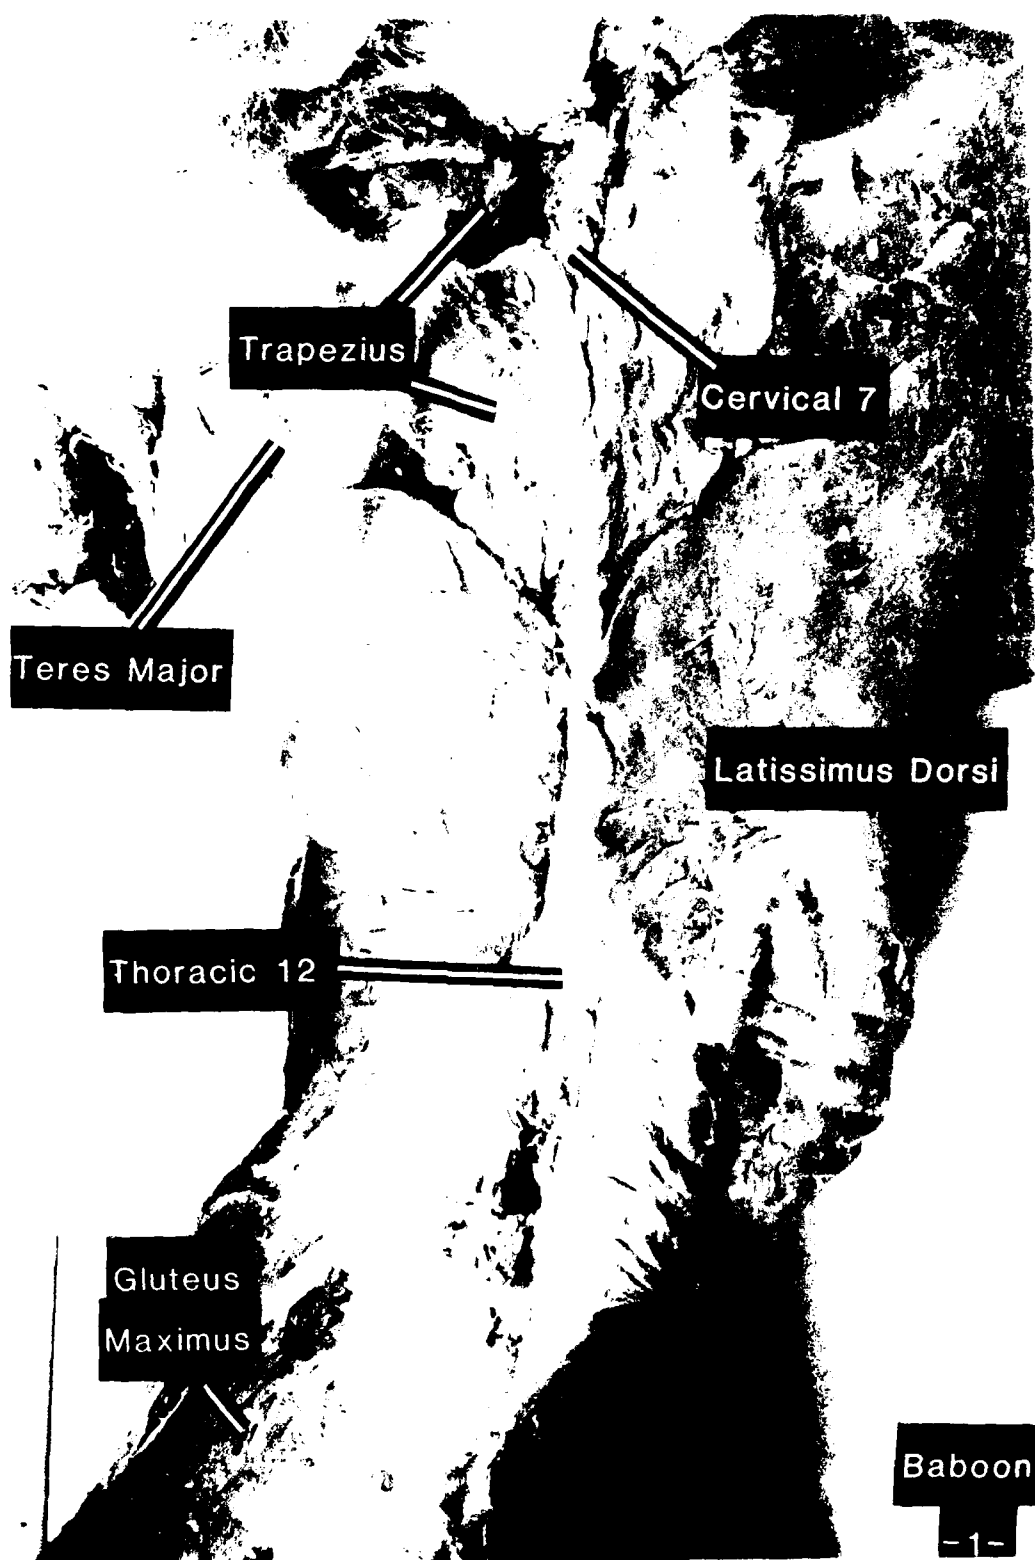 Trapezius
Cervical 7
Teres Major
Latissimus Dorsi
Thoracic 12
Gluteus
Maximus
Baboon
-1-